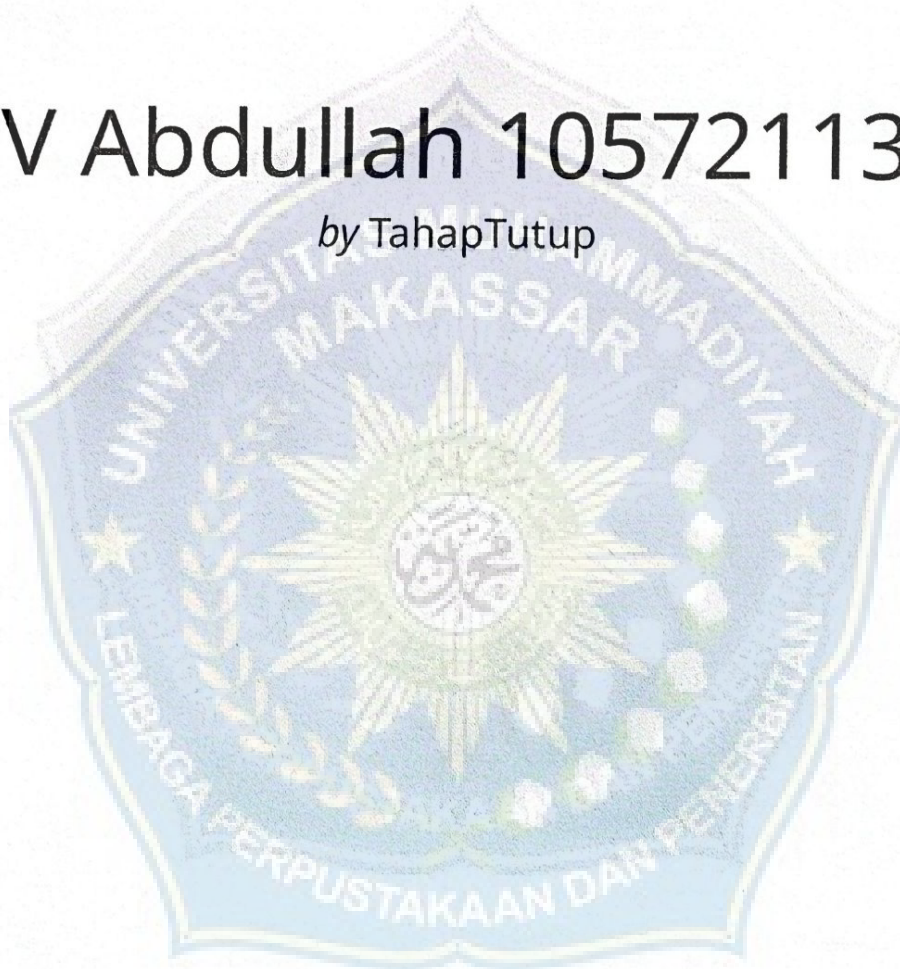 V Abdullah 10572113
by TahapTutup
UNIVERSITAS MUHAMMADIYAH
MAKASSAR
LEMBAGA PERPUSTAKAAN DAN PENERBITAN